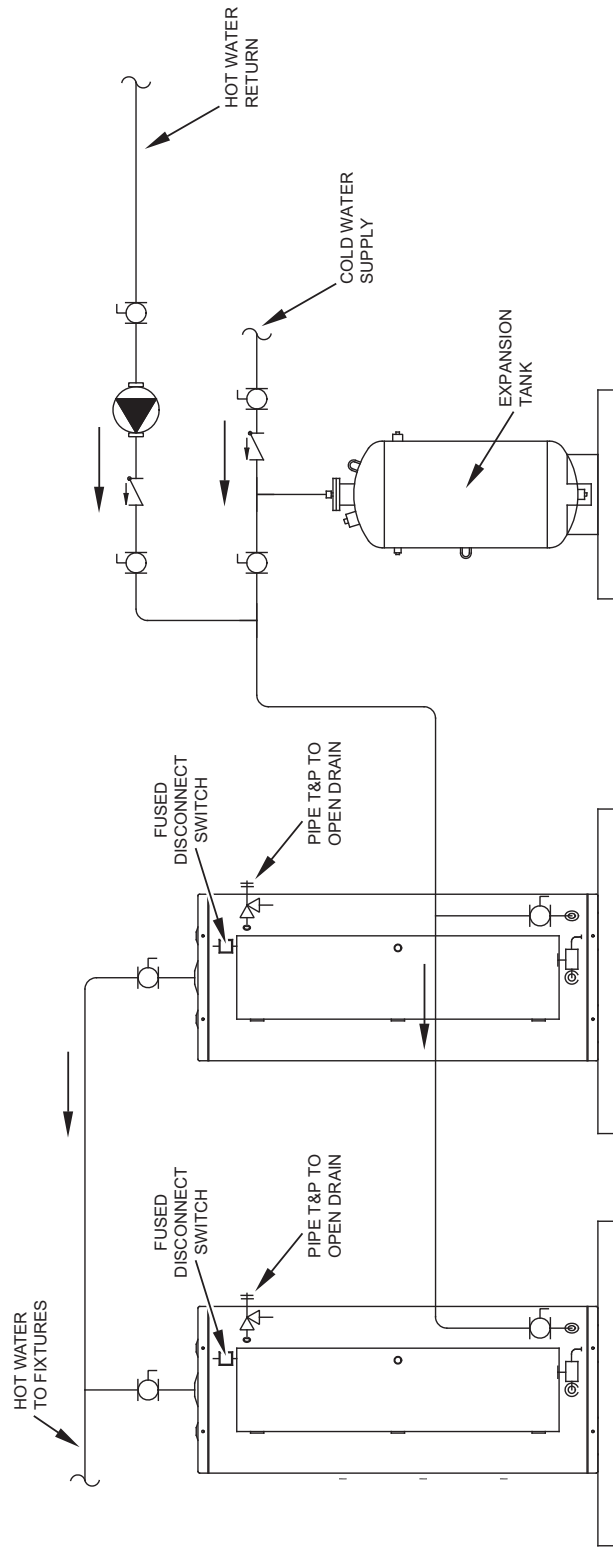 HOT WATER
TO FIXTURES
FUSED
DISCONNECT
SWITCH
PIPE T&P TO
OPEN DRAIN
FUSED
DISCONNECT
SWITCH
PIPE T&P TO
OPEN DRAIN
HOT WATER
RETURN
COLD WATER
SUPPLY
EXPANSION
TANK